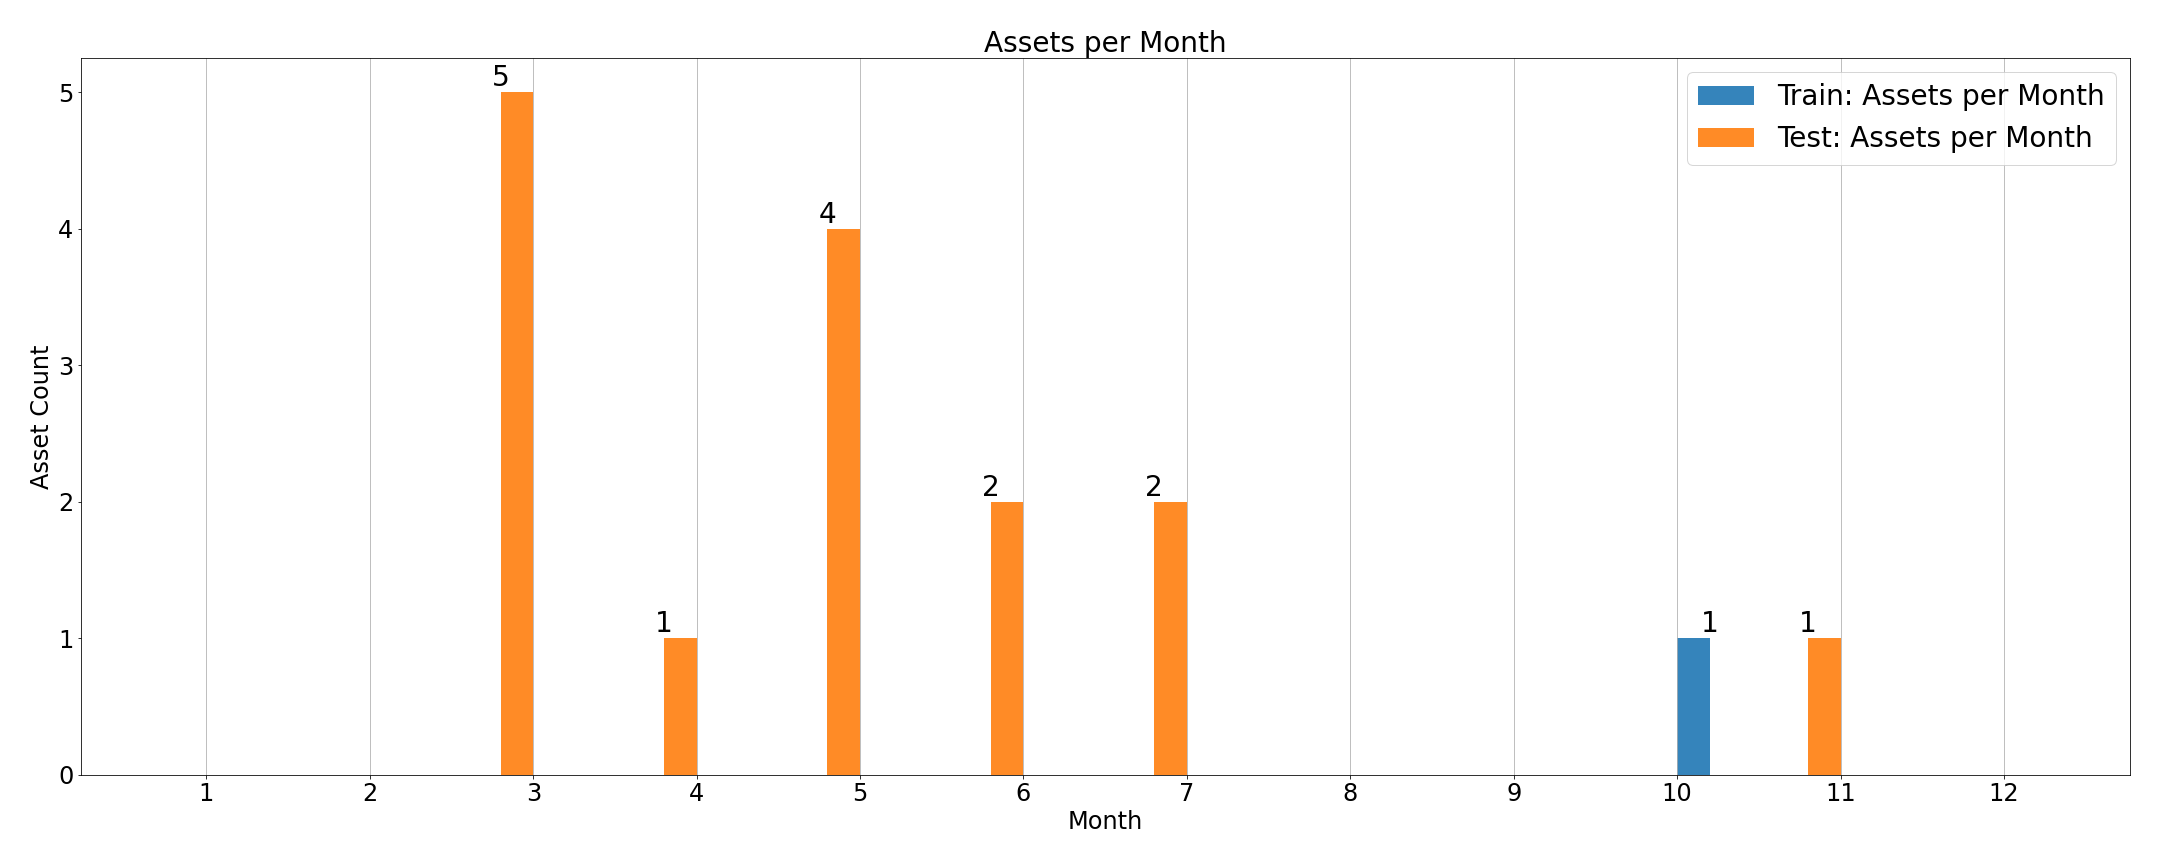 Assets per Month
Train: Assets per Month
Test: Assets per Month
Asset Count
5
4
3
2
1
0
5
1
4
2
2
1
1
1 2 3 4 5 6 7 8 9 10 11 12
Month